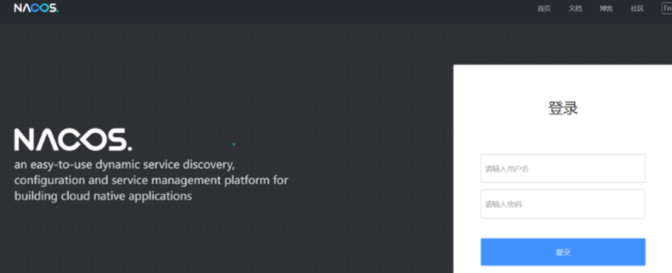 NACOS.
首页 文档 博客 社区 En
登录
NACOS.
an easy-to-use dynamic service discovery,
configuration and service management platform for
building cloud native applications
请输入用户名
请输入密码
提交